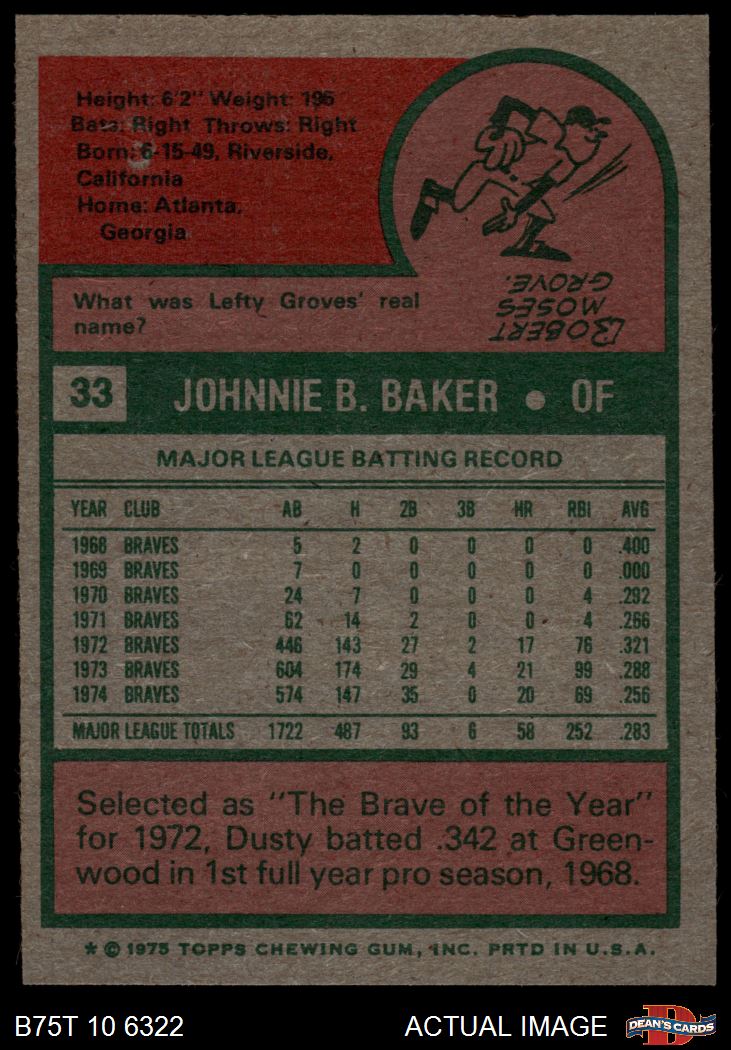 Height: 6'2" Weight: 195
Bats: Right Throws: Right
Born: 6-15-49, Riverside,
California
Home: Atlanta,
Georgia
What was Lefty Groves' real
name?
ROBERT
MOSES
GROVE.
33 JOHNNIE B. BAKER • OF
MAJOR LEAGUE BATTING RECORD
YEAR CLUB AB H 2B 3B HR RBI AVG
1968 BRAVES 5 2 0 0 0 0 .400
1969 BRAVES 7 0 0 0 0 0 .000
1970 BRAVES 24 7 0 0 0 4 .292
1971 BRAVES 62 14 2 0 0 4 .266
1972 BRAVES 446 143 27 2 17 76 .321
1973 BRAVES 604 174 29 4 21 99 .288
1974 BRAVES 574 147 35 0 20 69 .256
MAJOR LEAGUE TOTALS 1722 487 93 6 58 252 .283
Selected as "The Brave of the Year"
for 1972, Dusty batted .342 at Green-
wood in 1st full year pro season, 1968.
* © 1975 TOPPS CHEWING GUM, INC. PRTD IN U.S.A.
B75T 10 6322 ACTUAL IMAGE D DEAN'S CARDS